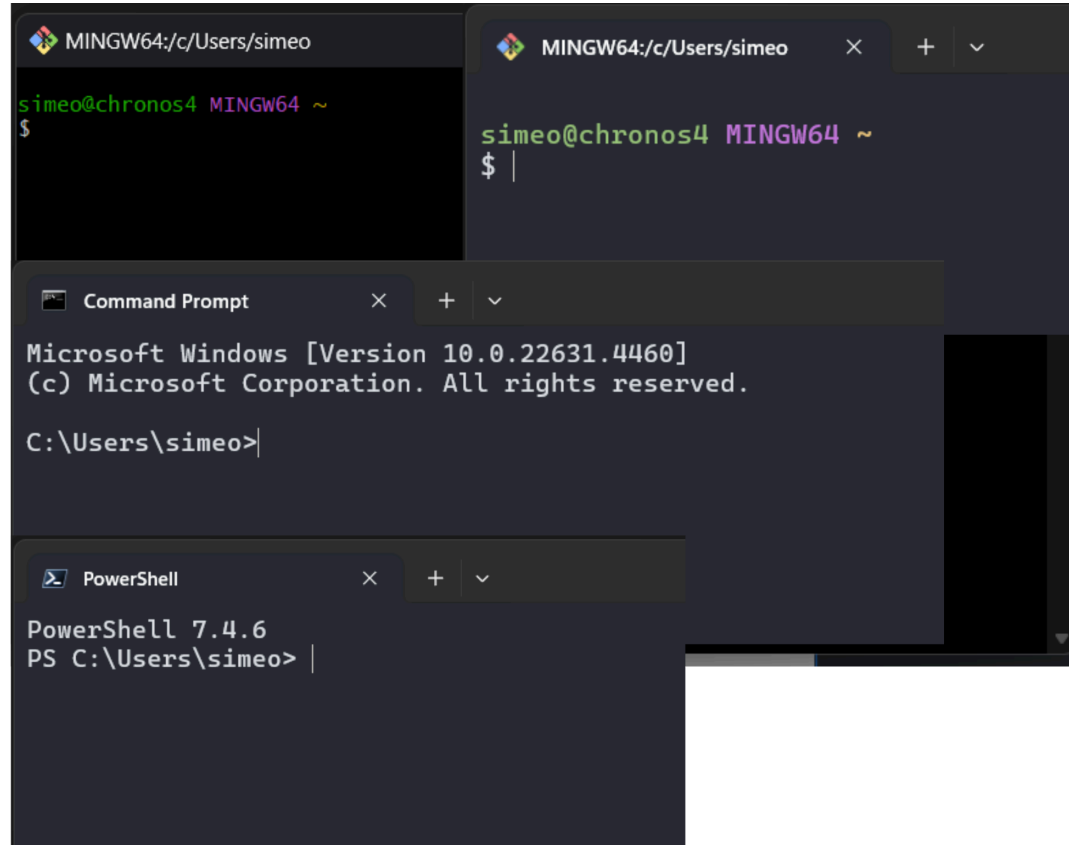 MINGW64:/c/Users/simeo
simeo@chronos4 MINGW64 ~
$
MINGW64:/c/Users/simeo
simeo@chronos4 MINGW64 ~
$
Command Prompt
Microsoft Windows [Version 10.0.22631.4460]
(c) Microsoft Corporation. All rights reserved.
C:\Users\simeo>
PowerShell
PowerShell 7.4.6
PS C:\Users\simeo>